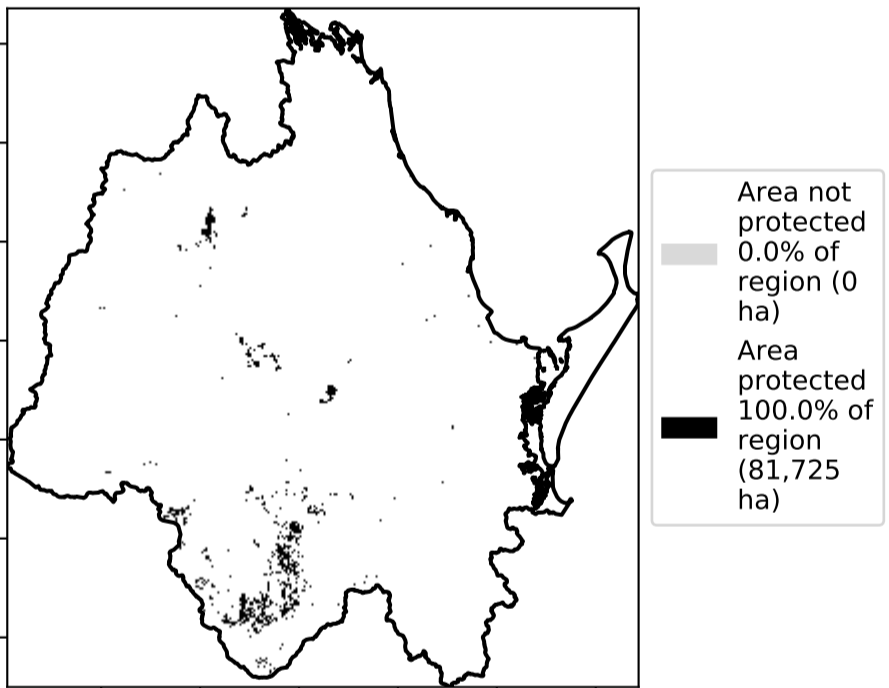 Area not
protected
0.0% of
region (0
ha)
Area
protected
100.0% of
region
(81,725
ha)